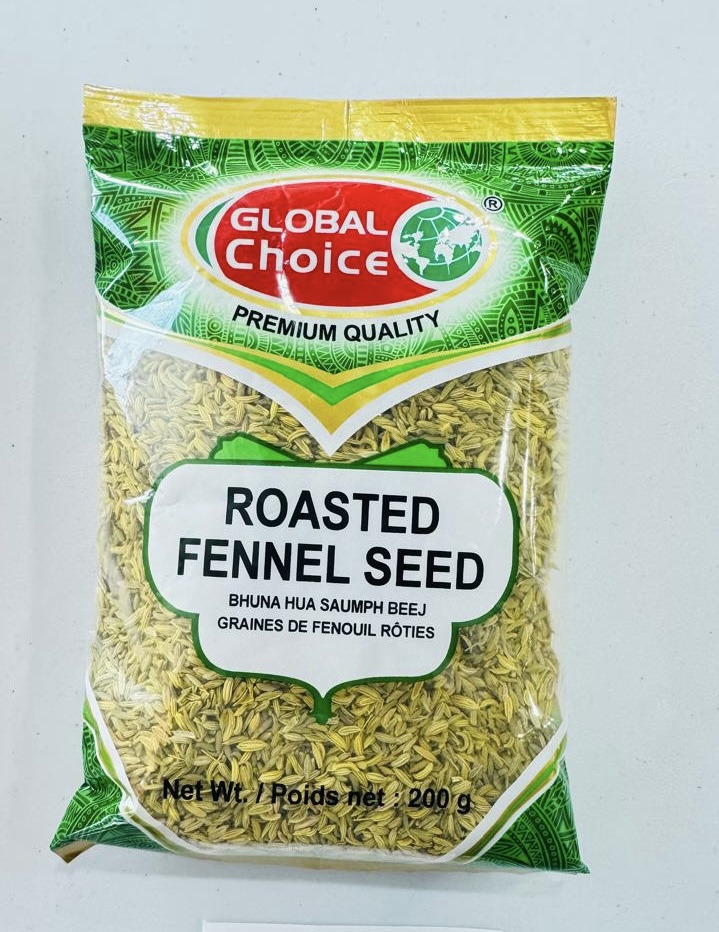 GLOBAL
Choice
®
PREMIUM QUALITY
ROASTED
FENNEL SEED
BHUNA HUA SAUMPH BEEJ
GRAINES DE FENOUIL RÔTIES
Net Wt. / Poids net : 200 g